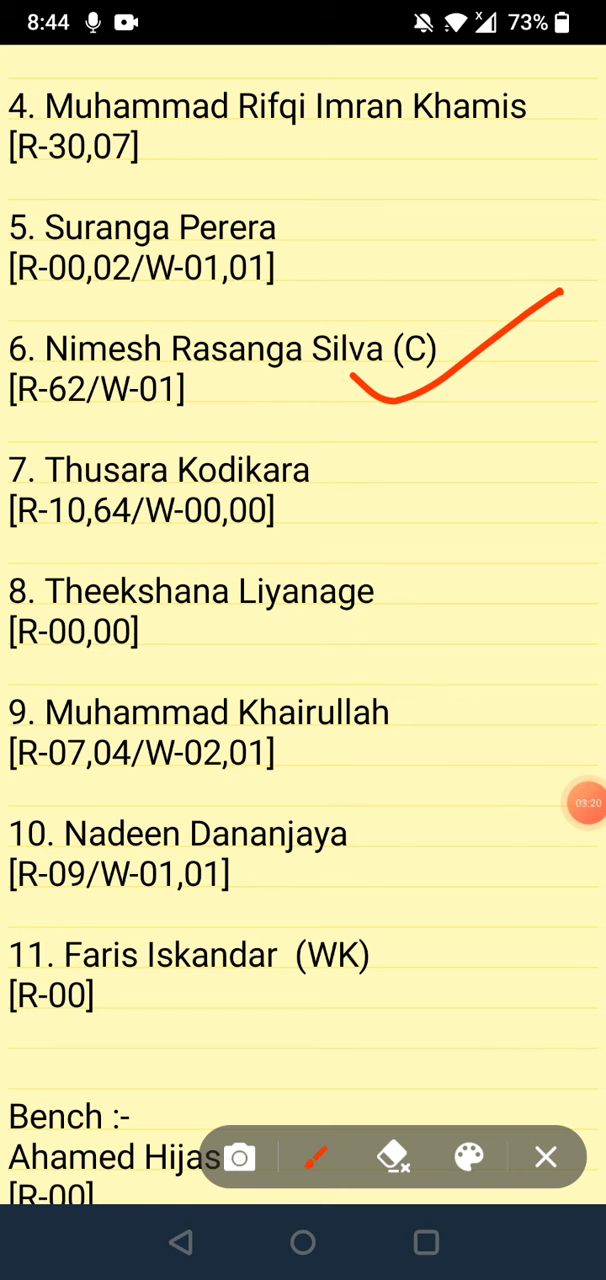 8:44 x 73%
4. Muhammad Rifqi Imran Khamis
[R-30,07]
5. Suranga Perera
[R-00,02/W-01,01]
6. Nimesh Rasanga Silva (C)
[R-62/W-01]
7. Thusara Kodikara
[R-10,64/W-00,00]
8. Theekshana Liyanage
[R-00,00]
9. Muhammad Khairullah
[R-07,04/W-02,01]
03:20
10. Nadeen Dananjaya
[R-09/W-01,01]
11. Faris Iskandar (WK)
[R-00]
Bench :-
Ahamed Hijas
[R-00]